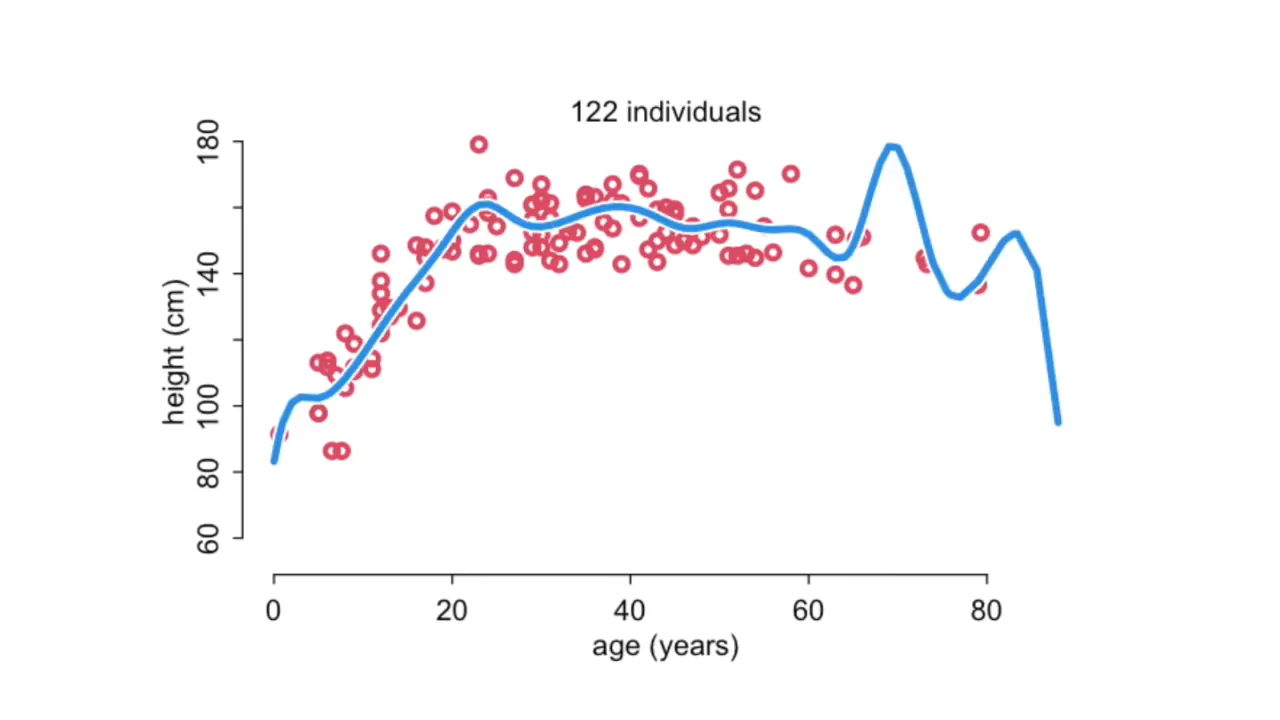 122 individuals
180
140
100
80
60
height (cm)
0 20 40 60 80
age (years)